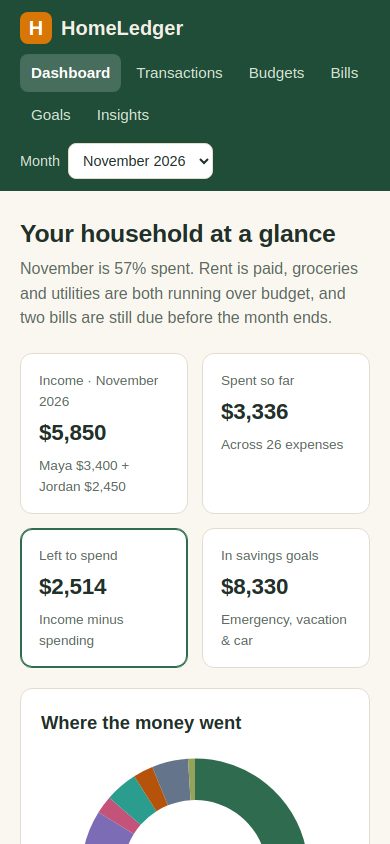 H HomeLedger
Dashboard Transactions Budgets Bills
Goals Insights
Month November 2026
Your household at a glance
November is 57% spent. Rent is paid, groceries
and utilities are both running over budget, and
two bills are still due before the month ends.
Income · November
2026
$5,850
Maya $3,400 +
Jordan $2,450
Spent so far
$3,336
Across 26 expenses
Left to spend
$2,514
Income minus
spending
In savings goals
$8,330
Emergency, vacation
& car
Where the money went